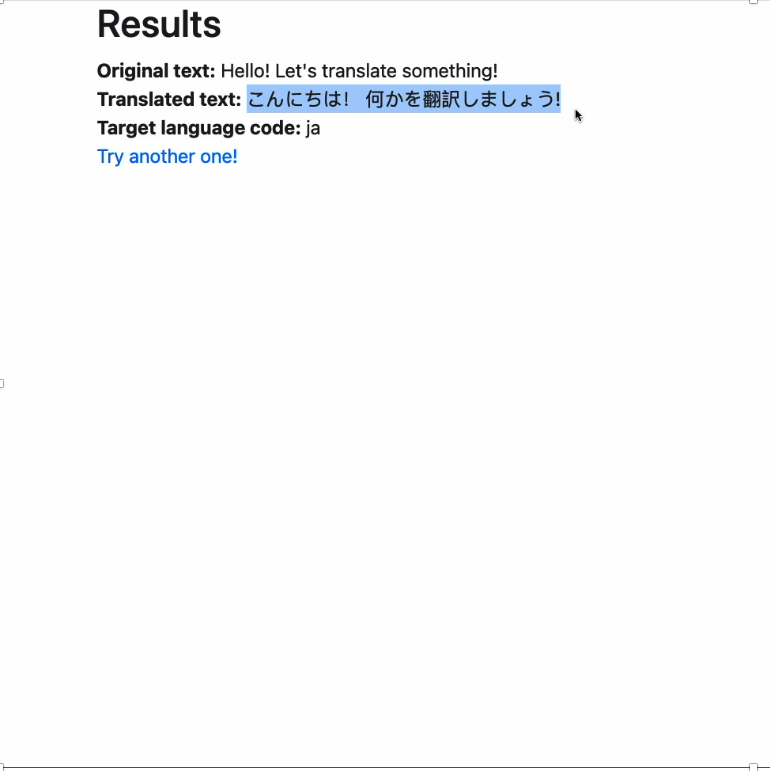 Results
Original text: Hello! Let's translate something!
Translated text: こんにちは! 何かを翻訳しましょう!
Target language code: ja
Try another one!